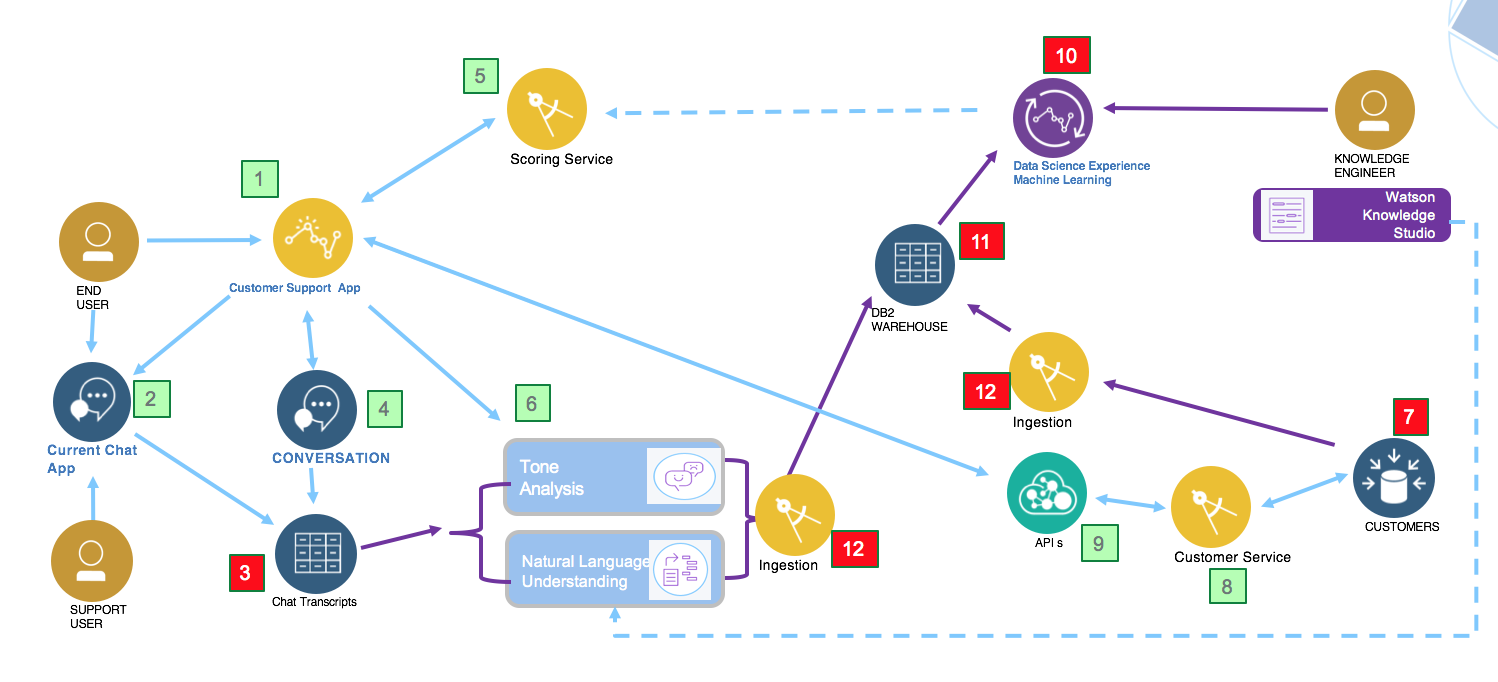 10
5
Scoring Service
Data Science Experience
Machine Learning
KNOWLEDGE
ENGINEER
1
Watson
Knowledge
Studio
11
END
USER
Customer Support App
DB2
WAREHOUSE
2
4
6
12
Ingestion
7
Current Chat
App
CONVERSATION
Tone
Analysis
CUSTOMERS
API s
9
Customer Service
8
12
Ingestion
Natural Language
Understanding
3
Chat Transcripts
SUPPORT
USER